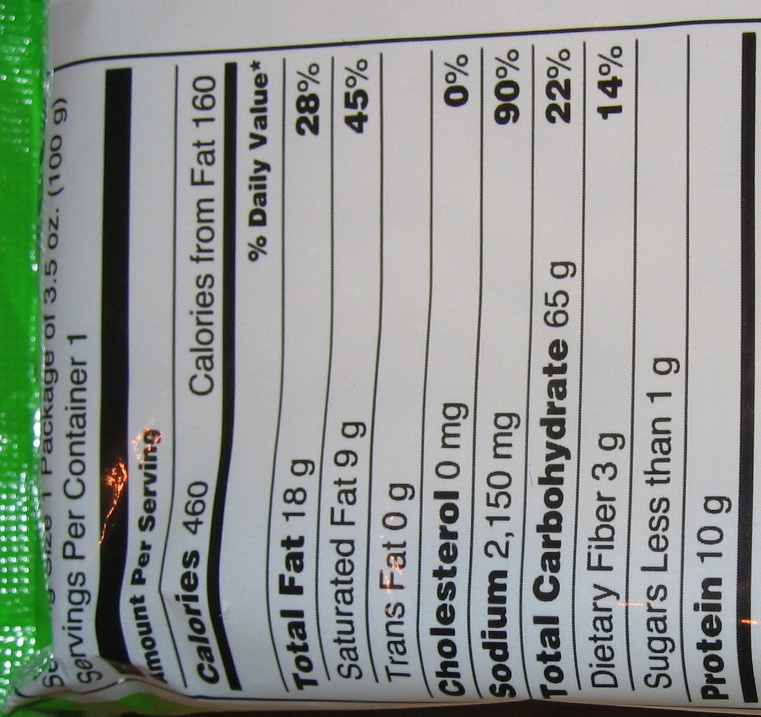 Size 1 Package of 3.5 oz. (100 g)
Servings Per Container 1
Amount Per Serving
Calories 460 Calories from Fat 160
% Daily Value*
Total Fat 18 g 28%
Saturated Fat 9 g 45%
Trans Fat 0 g
Cholesterol 0 mg 0%
Sodium 2,150 mg 90%
Total Carbohydrate 65 g 22%
Dietary Fiber 3 g 14%
Sugars Less than 1 g
Protein 10 g